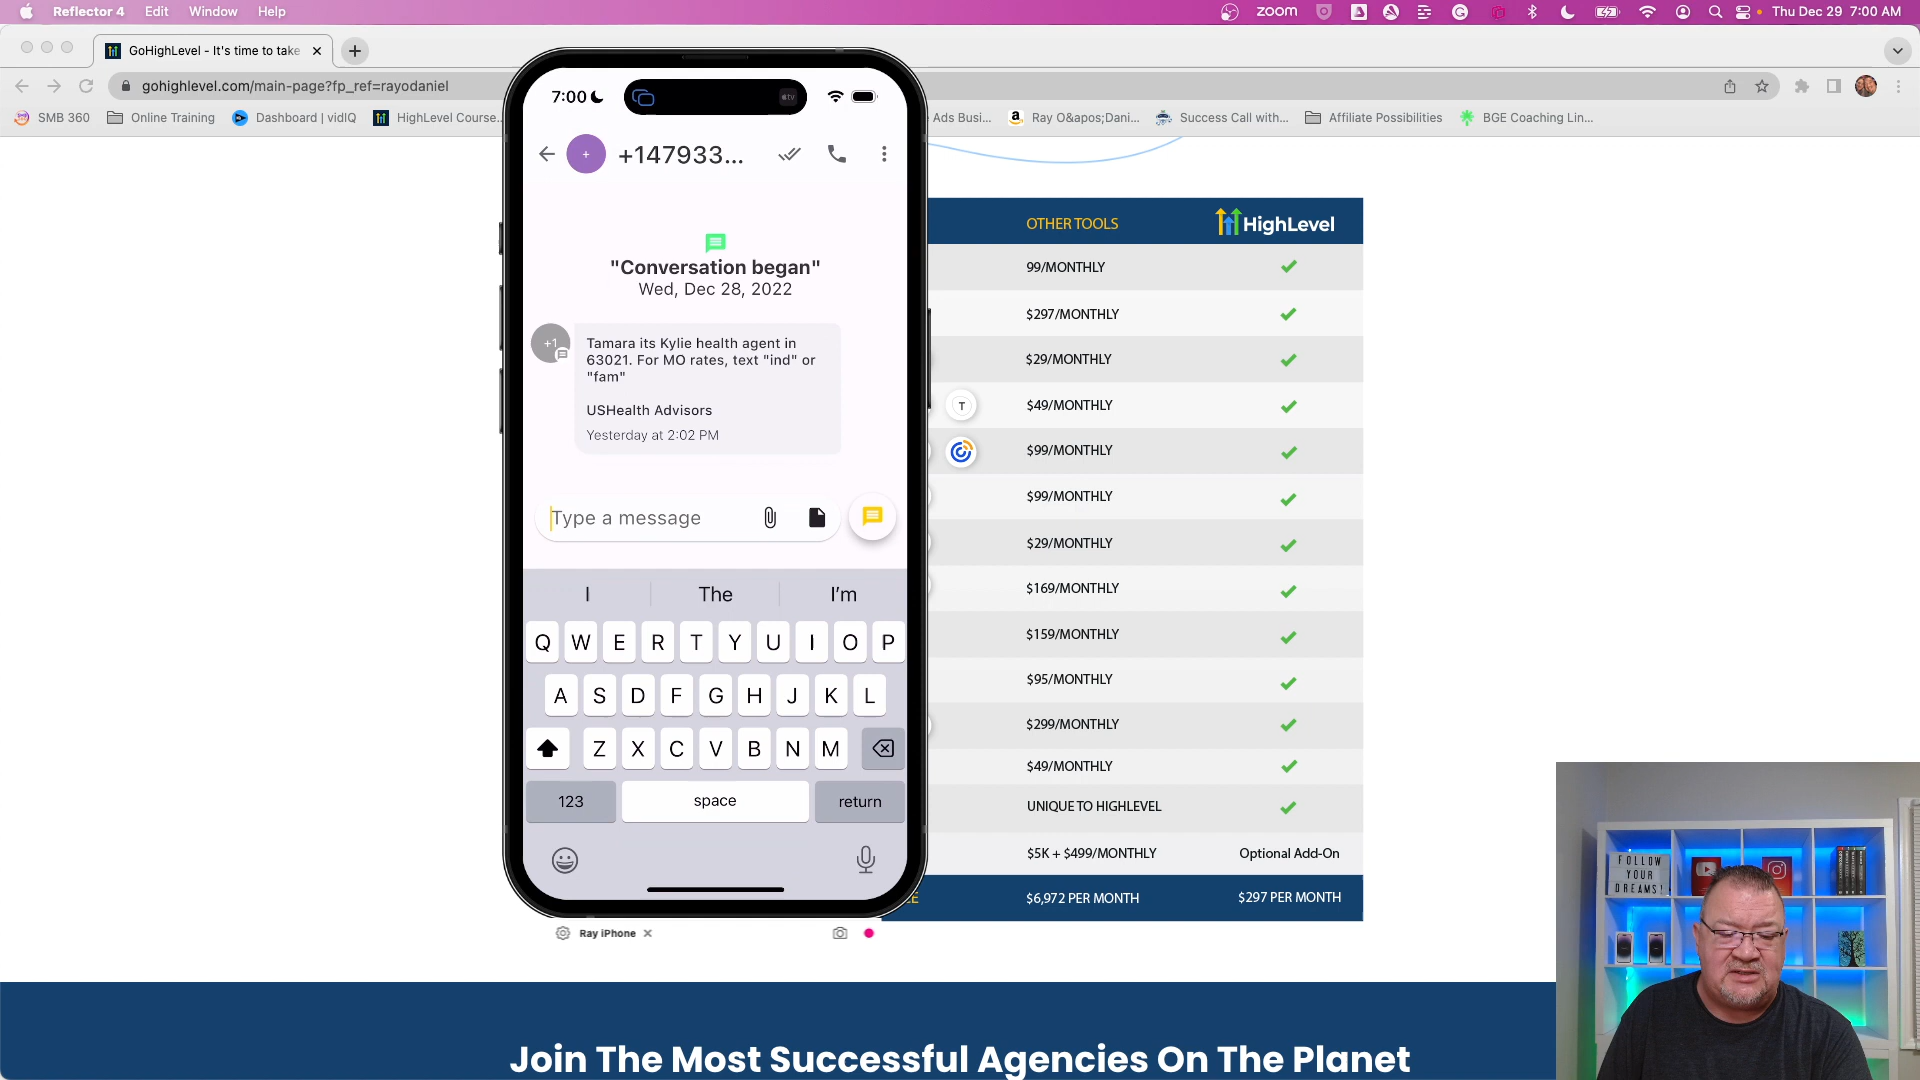 Reflector 4 Edit Window Help
zoom Thu Dec 29 7:00 AM
GoHighLevel - It's time to take
gohighlevel.com/main-page?fp_ref=rayodaniel
SMB 360 Online Training Dashboard | vidIQ HighLevel Course... Ads Busi... Ray O&apos;Dani... Success Call with... Affiliate Possibilities BGE Coaching Lin...
7:00
tv
+ +147933...
"Conversation began"
Wed, Dec 28, 2022
+1
Tamara its Kylie health agent in
63021. For MO rates, text "ind" or
"fam"
USHealth Advisors
Yesterday at 2:02 PM
Type a message
I The I'm
Q W E R T Y U I O P
A S D F G H J K L
Z X C V B N M
123 space return
Ray iPhone
OTHER TOOLS HighLevel
99/MONTHLY
$297/MONTHLY
$29/MONTHLY
T $49/MONTHLY
$99/MONTHLY
$99/MONTHLY
$29/MONTHLY
$169/MONTHLY
$159/MONTHLY
$95/MONTHLY
$299/MONTHLY
$49/MONTHLY
UNIQUE TO HIGHLEVEL
$5K + $499/MONTHLY Optional Add-On
$6,972 PER MONTH $297 PER MONTH
FOLLOW
YOUR
DREAMS!
Join The Most Successful Agencies On The Planet